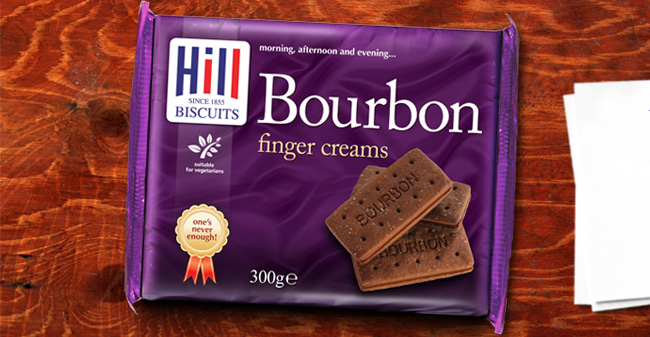 Hill
SINCE 1855
BISCUITS
morning, afternoon and evening...
Bourbon
finger creams
suitable
for vegetarians
one's
never
enough!
300g℮
BOURBON
BOURBON